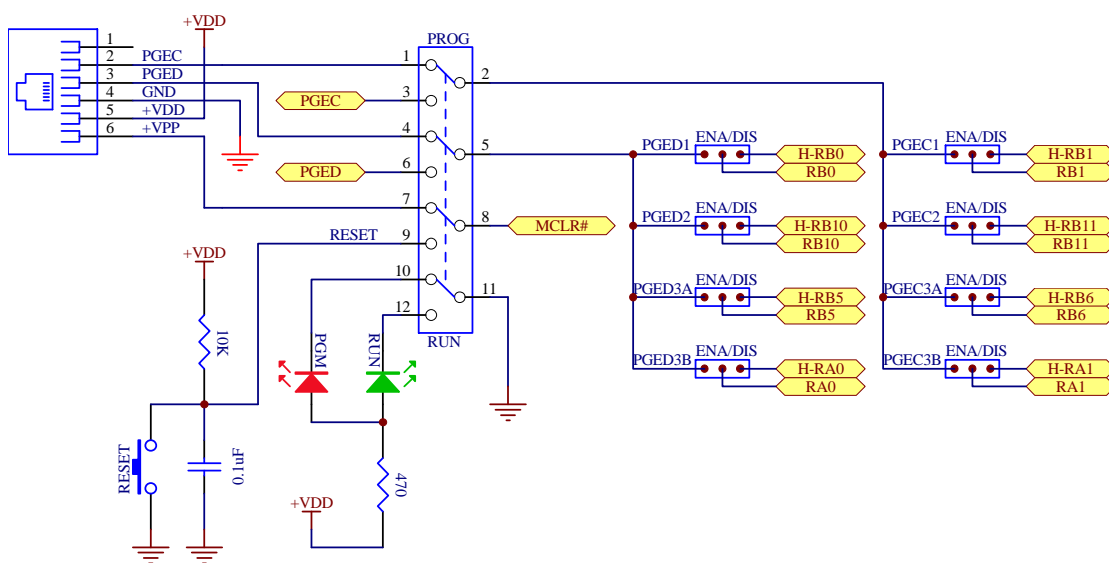 +VDD
1
2 PGEC
3 PGED
4 GND
5 +VDD
6 +VPP
PROG
1
2
3
PGEC
4
5
6
PGED
7
8
MCLR#
9
RESET
10
11
12
RUN
PGED1
ENA/DIS
H-RB0
RB0
PGED2
ENA/DIS
H-RB10
RB10
PGED3A
ENA/DIS
H-RB5
RB5
PGED3B
ENA/DIS
H-RA0
RA0
PGEC1
ENA/DIS
H-RB1
RB1
PGEC2
ENA/DIS
H-RB11
RB11
PGEC3A
ENA/DIS
H-RB6
RB6
PGEC3B
ENA/DIS
H-RA1
RA1
+VDD
10K
PGM
RUN
RESET
0.1uF
470
+VDD